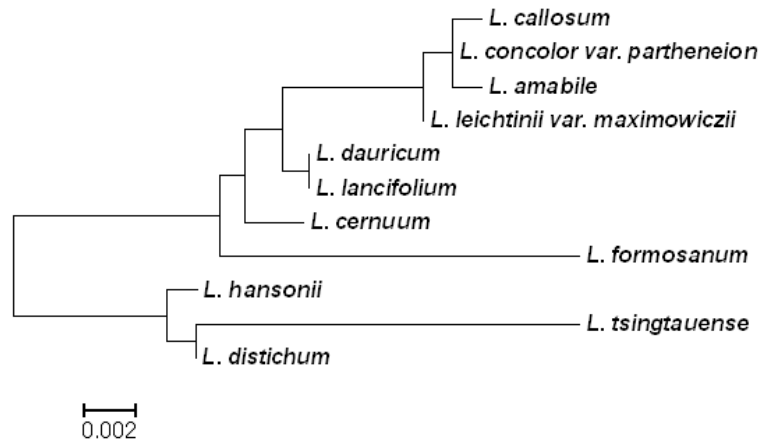 L. callosum
L. concolor var. partheneion
L. amabile
L. leichtinii var. maximowiczii
L. dauricum
L. lancifolium
L. cernuum
L. formosanum
L. hansonii
L. tsingtauense
L. distichum
0.002